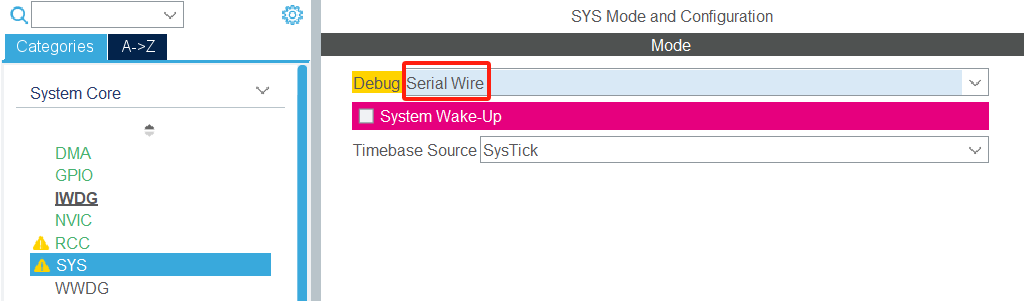 Categories
A->Z
System Core
DMA
GPIO
IWDG
NVIC
RCC
SYS
WWDG
SYS Mode and Configuration
Mode
Debug Serial Wire
System Wake-Up
Timebase Source SysTick